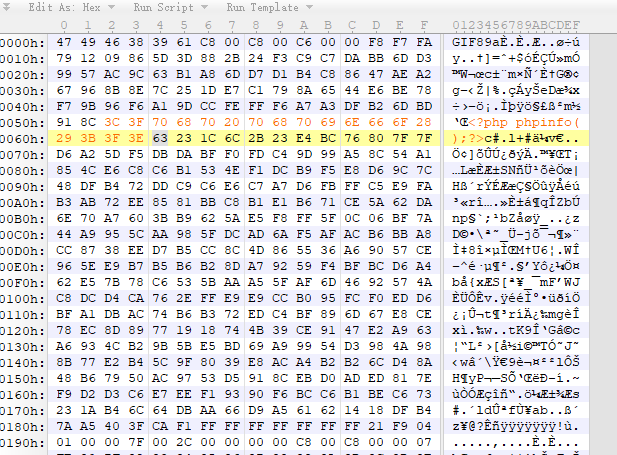 Edit As: Hex Run Script Run Template
0 1 2 3 4 5 6 7 8 9 A B C D E F 0123456789ABCDEF
0000h: 47 49 46 38 39 61 C8 00 C8 00 C6 00 00 F8 F7 FA GIF89aÈ.È.Æ..ø÷ú
0010h: 79 12 09 86 5D 3D 88 2B 24 F3 C9 C7 DA BB 6D D3 y..†]=ˆ+$óÉÇÚ»mÓ
0020h: 99 57 AC 9C 63 B1 A8 6D D7 D1 B4 C8 86 47 AE A2 ™W¬œc±¨m×Ñ´È†G®¢
0030h: 67 96 8B 8E 7C 25 1D E7 C1 79 8A 65 44 E6 BE 78 g–‹Ž|%.çÁyŠeDæ¾x
0040h: F7 9B 96 F6 A1 9D CC FE FF F6 A7 A3 DF B2 6D BD ÷›–ö¡.Ìþÿö§£ß²m½
0050h: 91 8C 3C 3F 70 68 70 20 70 68 70 69 6E 66 6F 28 ‘Œ<?php phpinfo(
0060h: 29 3B 3F 3E 63 23 1C 6C 2B 23 E4 BC 76 80 7F 7F );?>c#.l+#ä¼v€..
0070h: D6 A2 5D F5 DB DA BF F0 FD C4 9D 99 A5 8C 54 A1 Ö¢]õÛÚ¿ðýÄ.™¥ŒT¡
0080h: 85 4C E6 C8 C6 B1 53 4E F1 DC B9 F5 E8 D6 9C 7C …LæÈÆ±SNñÜ¹õèÖœ|
0090h: 48 DF B4 72 DD C9 C6 E6 C7 A7 D6 FB FF C5 E9 FA Hß´rÝÉÆæÇ§ÖûÿÅéú
00A0h: B3 AB 72 EE 85 81 BB C8 B1 E1 B6 71 CE 5A 62 DA ³«rî….»È±á¶qÎZbÚ
00B0h: 6E 70 A7 60 3B B9 62 5A E5 F8 FF 5F 0C 06 BF 7A np§`;¹bZåøÿ_..¿z
00C0h: 44 A9 95 5C AA 98 5F DC AD 6A F5 AF AC B6 BB A8 D©•\ª˜_Ü-jõ¯¬¶»¨
00D0h: CC 87 38 EE D7 B5 CC 8C 4D 86 55 36 A6 90 57 CE Ì‡8î×µÌŒM†U6¦.WÎ
00E0h: 96 5E E9 B7 B5 B6 B2 8D A7 92 59 F4 BF BC D6 A4 –^é·µ¶².§’Yô¿¼Ö¤
00F0h: 62 E5 7B 78 C6 53 5B AA A5 5F AF 6D 46 92 57 4A bå{xÆS[ª¥_¯mF’WJ
0100h: C8 DC D4 CA 76 2E FF E9 E9 CC B0 95 FC F0 ED D6 ÈÜÔÊv.ÿééÌ°•üðíÖ
0110h: BF A1 DB AC 74 B6 B3 72 ED C4 BF 89 6D 67 E8 CE ¿¡Û¬t¶³ríÄ¿‰mgèÎ
0120h: 78 EC 8D 89 77 19 18 74 4B 39 CE 91 47 E2 A9 63 xì.‰w..tK9Î‘Gâ©c
0130h: A6 93 4C B2 9B 5B E5 BD 69 A9 99 54 D3 98 4A 98 ¦“L²›[å½i©™TÓ˜J˜
0140h: 8B 77 E2 B4 5C 9F 80 39 E8 AC A4 B2 B2 6C D4 8A ‹wâ´\Ÿ€9è¬¤²²lÔŠ
0150h: 48 B6 79 50 AC 97 53 D5 91 8C EB D0 AD ED 81 7E H¶yP¬—SÕ‘ŒëÐ-í.~
0160h: F9 D2 D3 C6 E7 EE F1 93 90 F6 BC C6 B1 BE C6 73 ùÒÓÆçîñ“.ö¼Æ±¾Æs
0170h: 23 1A B4 6C 64 DB AA 66 D9 A5 61 62 14 18 DF B4 #.´ldÛªfÙ¥ab..ß´
0180h: 7A A5 40 3F CA F1 FF FF FF FF FF FF FF 21 F9 04 z¥@?Êñÿÿÿÿÿÿÿ!ù.
0190h: 01 00 00 7F 00 2C 00 00 00 00 C8 00 C8 00 00 07 .....,....È.È...